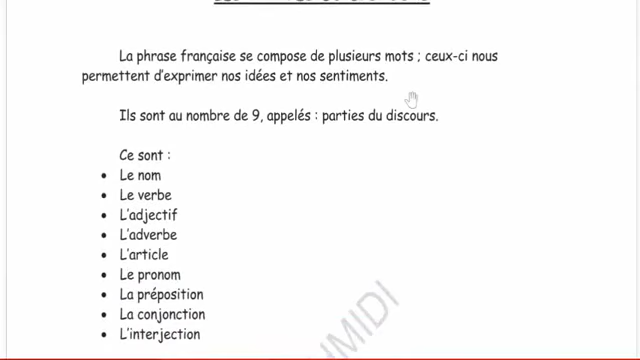 La phrase française se compose de plusieurs mots ; ceux-ci nous
permettent d'exprimer nos idées et nos sentiments.
Ils sont au nombre de 9, appelés : parties du discours.
Ce sont :
• Le nom
• Le verbe
• L'adjectif
• L'adverbe
• L'article
• Le pronom
• La préposition
• La conjonction
• L'interjection